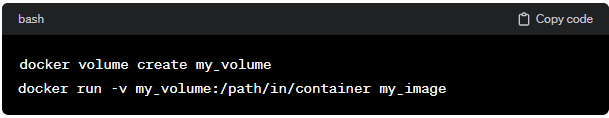 bash
Copy code
docker volume create my_volume
docker run -v my_volume:/path/in/container my_image